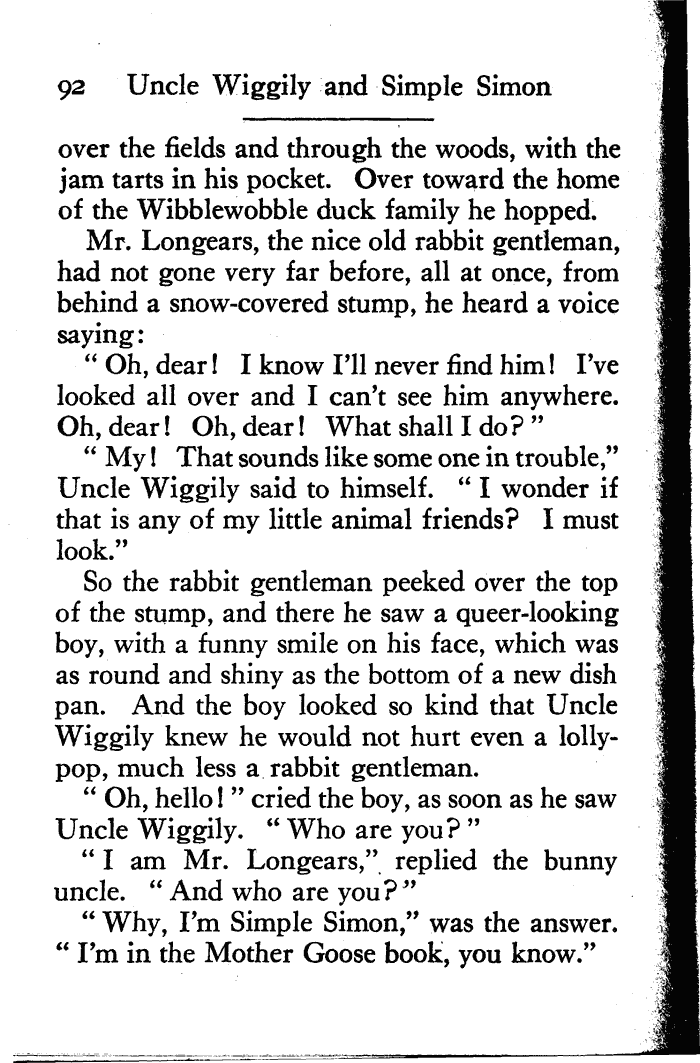 92 Uncle Wiggily and Simple Simon
over the fields and through the woods, with the
jam tarts in his pocket. Over toward the home
of the Wibblewobble duck family he hopped.
Mr. Longears, the nice old rabbit gentleman,
had not gone very far before, all at once, from
behind a snow-covered stump, he heard a voice
saying:
“ Oh, dear! I know I’ll never find him! I’ve
looked all over and I can’t see him anywhere.
Oh, dear! Oh, dear! What shall I do? ”
“ My! That sounds like some one in trouble,”
Uncle Wiggily said to himself. “ I wonder if
that is any of my little animal friends? I must
look.”
So the rabbit gentleman peeked over the top
of the stump, and there he saw a queer-looking
boy, with a funny smile on his face, which was
as round and shiny as the bottom of a new dish
pan. And the boy looked so kind that Uncle
Wiggily knew he would not hurt even a lolly-
pop, much less a rabbit gentleman.
“ Oh, hello! ” cried the boy, as soon as he saw
Uncle Wiggily. “ Who are you? ”
“ I am Mr. Longears,” replied the bunny
uncle. “ And who are you? ”
“ Why, I’m Simple Simon,” was the answer.
“ I’m in the Mother Goose book, you know.”